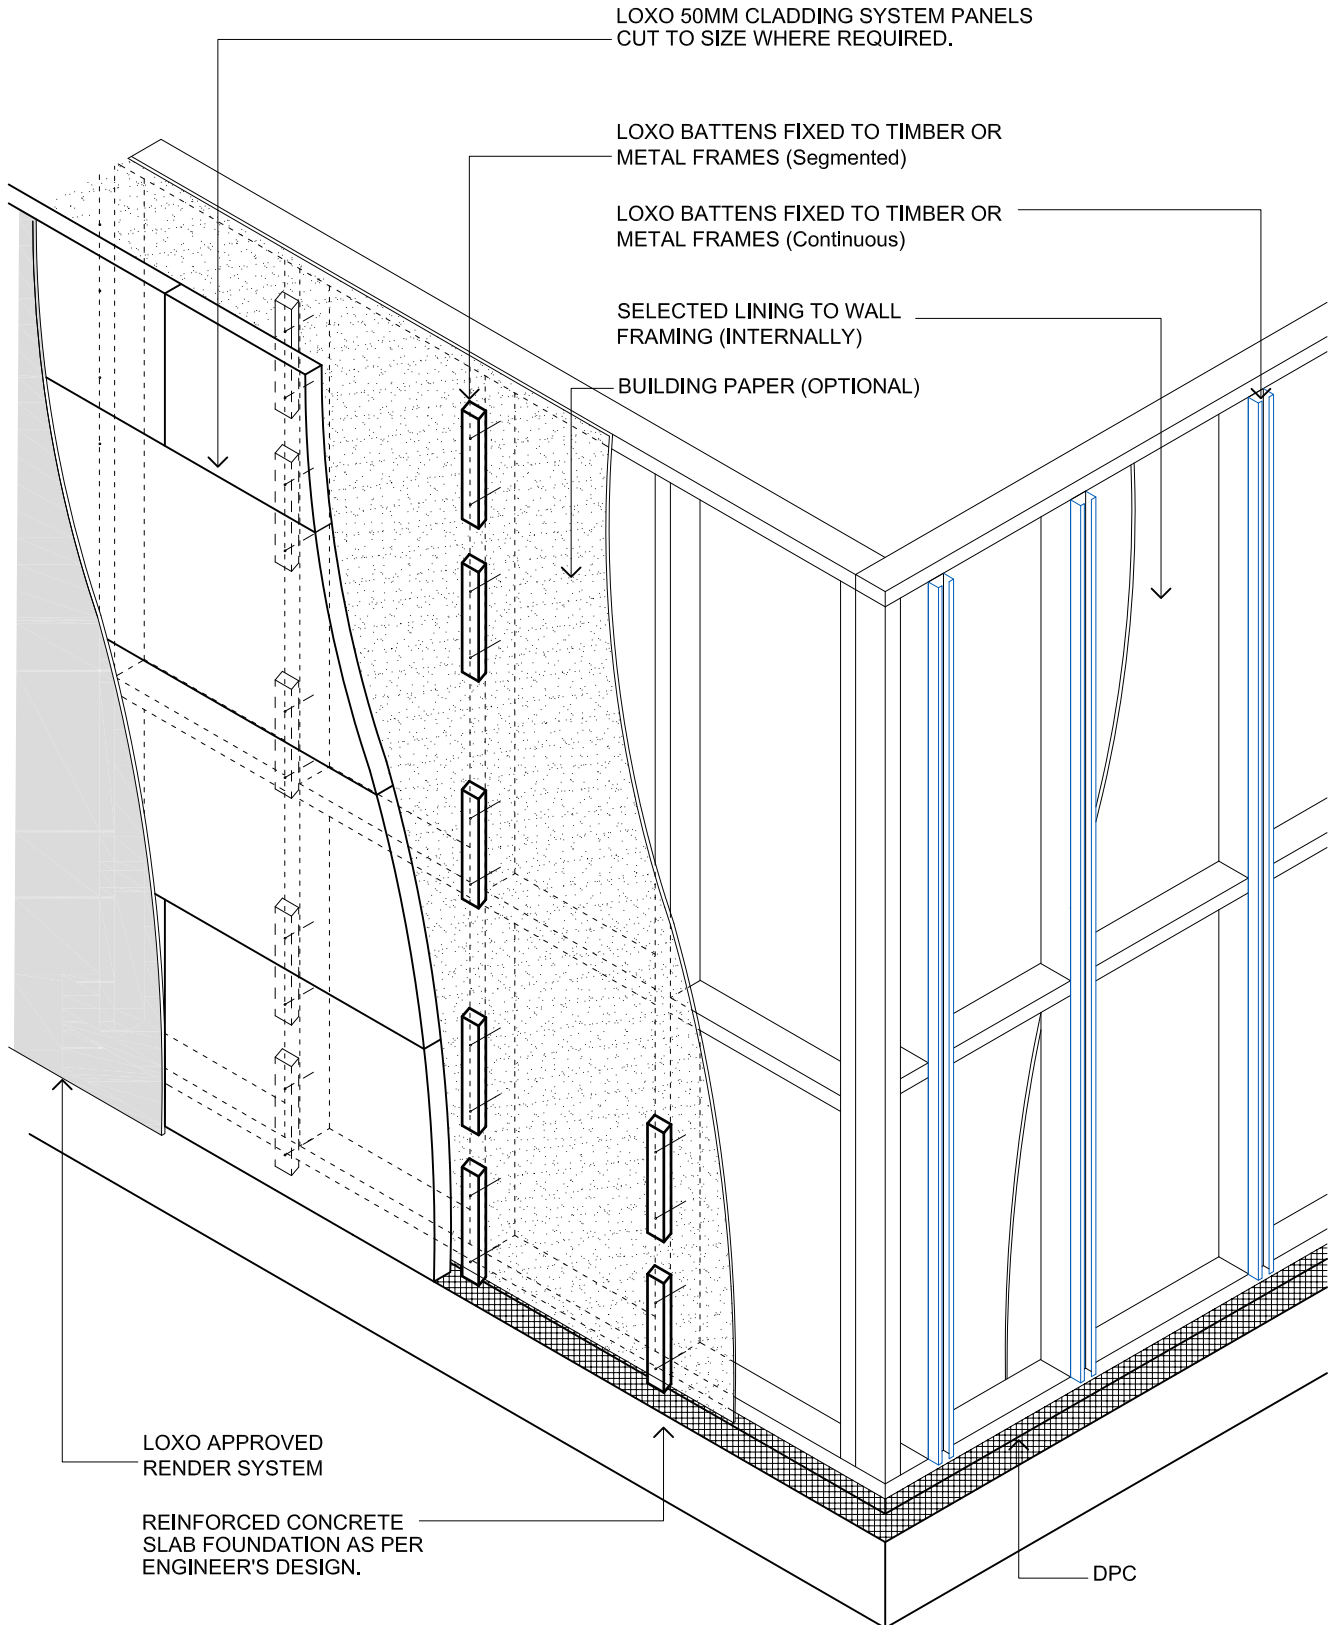 LOXO 50MM CLADDING SYSTEM PANELS
CUT TO SIZE WHERE REQUIRED.
LOXO BATTENS FIXED TO TIMBER OR
METAL FRAMES (Segmented)
LOXO BATTENS FIXED TO TIMBER OR
METAL FRAMES (Continuous)
SELECTED LINING TO WALL
FRAMING (INTERNALLY)
BUILDING PAPER (OPTIONAL)
LOXO APPROVED
RENDER SYSTEM
REINFORCED CONCRETE
SLAB FOUNDATION AS PER
ENGINEER'S DESIGN.
DPC